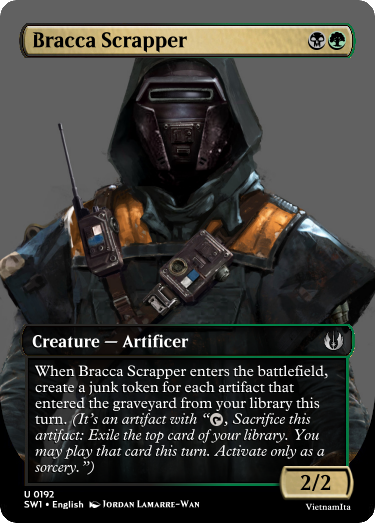 Bracca Scrapper
Creature — Artificer
When Bracca Scrapper enters the battlefield,
create a junk token for each artifact that
entered the graveyard from your library this
turn. (It's an artifact with “, Sacrifice this
artifact: Exile the top card of your library. You
may play that card this turn. Activate only as a
sorcery.”)
2/2
U 0192
SW1 • English Jordan Lamarre-Wan
VietnamIta